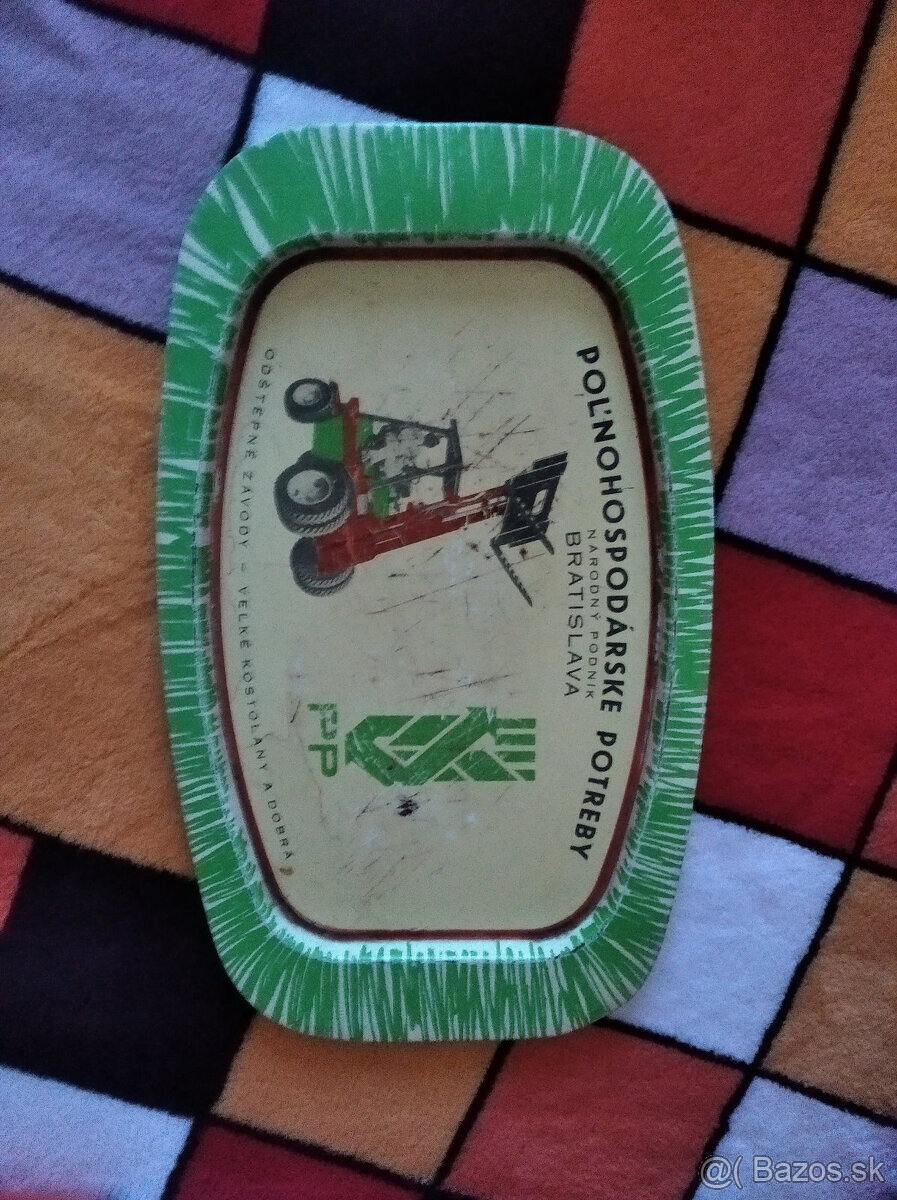 POĽNOHOSPODÁRSKE POTREBY
NÁRODNÝ PODNIK
BRATISLAVA
PP
ODŠTEPNÉ ZÁVODY – VEĽKÉ KOSTOĽANY A DOBRÁ
@( Bazos.sk